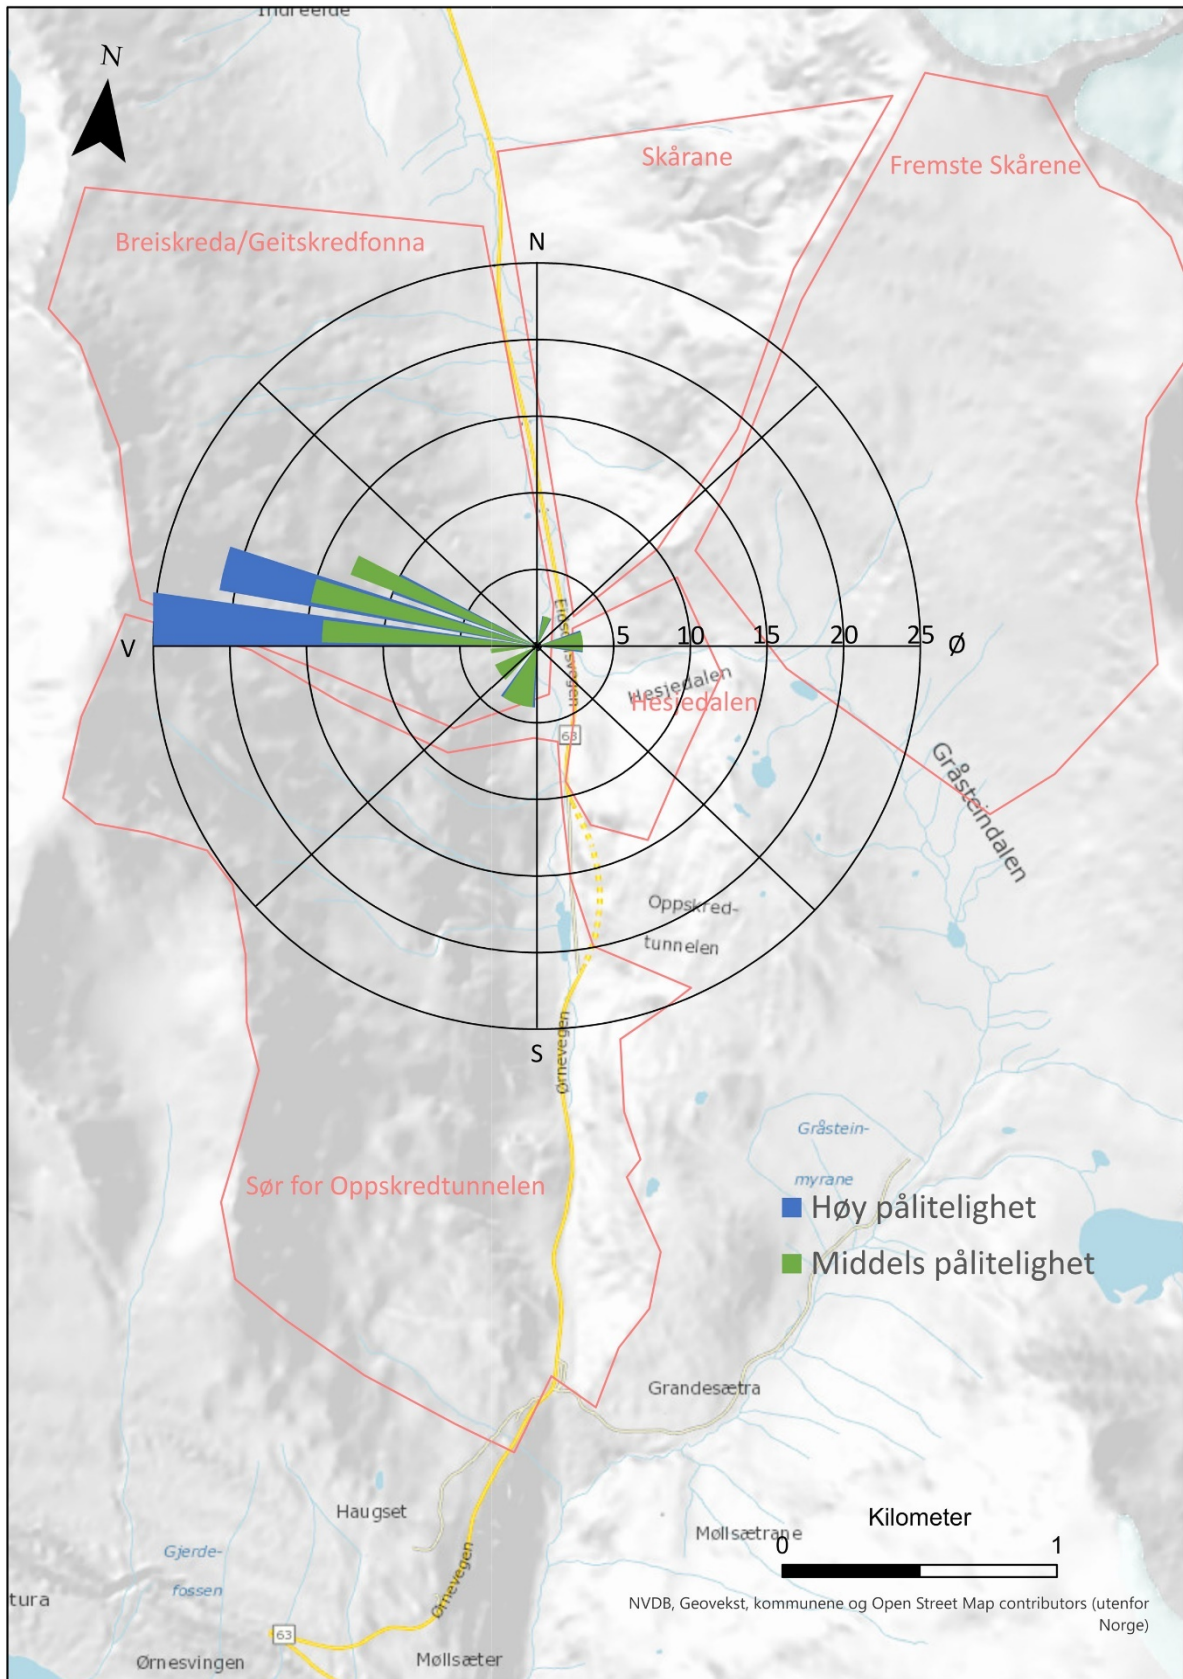 Indreeide
N
Skårane
Fremste Skårene
Breiskreda/Geitskredfonna
N
V
5
10
15
20
25
Ø
Eidsdalsvegen
Hesjedalen
Hesjedalen
63
Gråsteindalen
Oppskred-
tunnelen
S
Ørnevegen
Gråstein-
myrane
Sør for Oppskredtunnelen
Høy pålitelighet
Middels pålitelighet
Grandesætra
Haugset
Kilometer
0
1
Møllsætrane
Gjerde-
fossen
Ørnevegen
tura
NVDB, Geovekst, kommunene og Open Street Map contributors (utenfor
Norge)
63
Ørnesvingen
Møllsæter